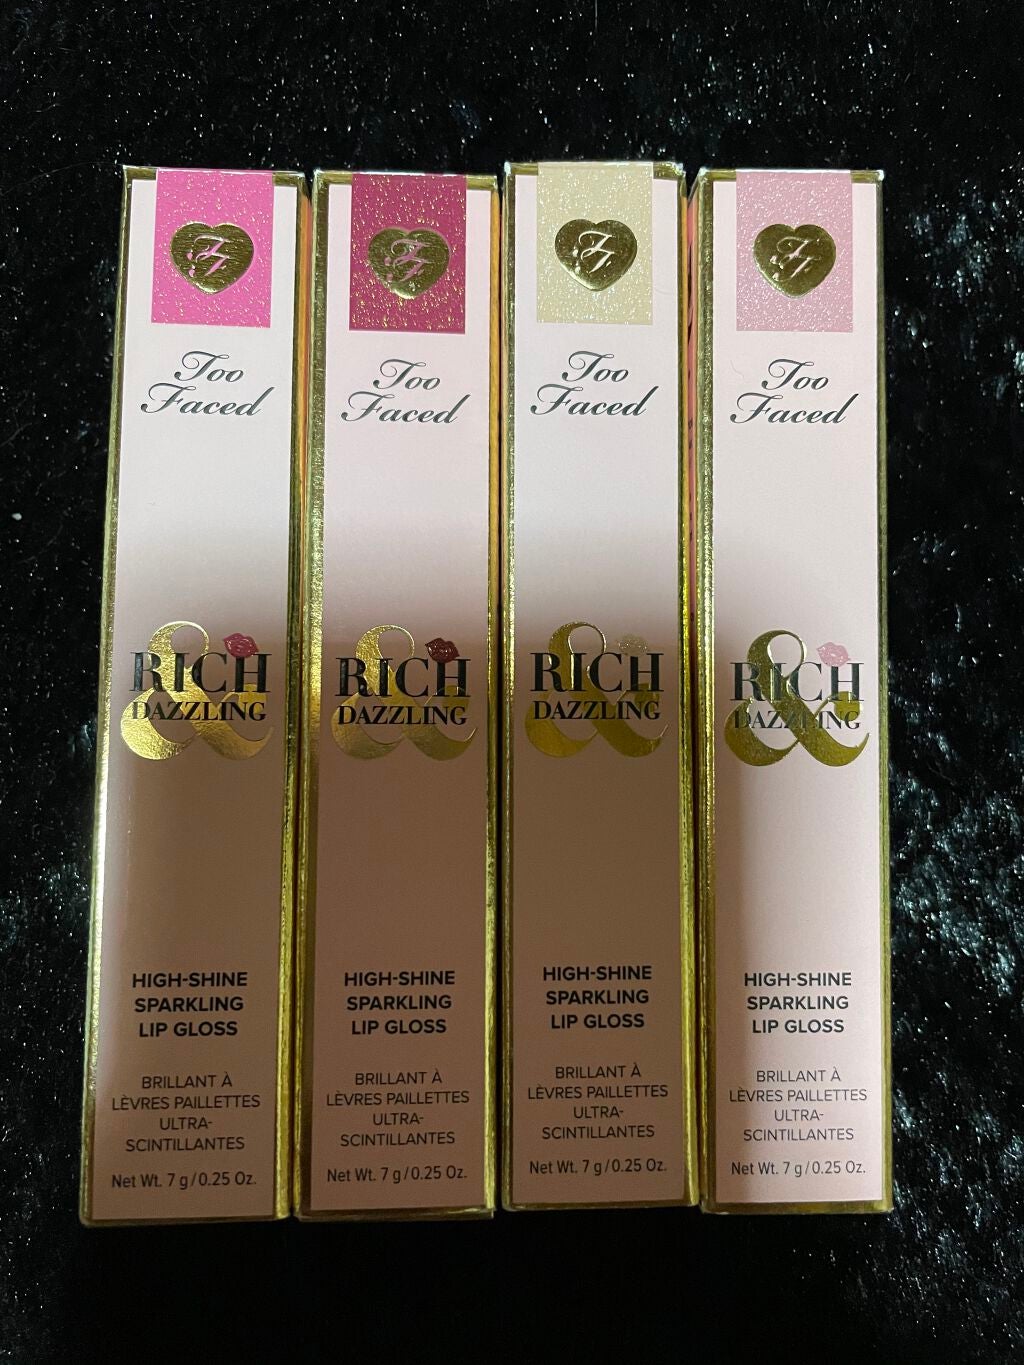 Too
Faced
RICH
&
DAZZLING
HIGH-SHINE
SPARKLING
LIP GLOSS
BRILLANT À
LÈVRES PAILLETTES
ULTRA-
SCINTILLANTES
Net Wt. 7 g/0.25 Oz.
Too
Faced
RICH
&
DAZZLING
HIGH-SHINE
SPARKLING
LIP GLOSS
BRILLANT À
LÈVRES PAILLETTES
ULTRA-
SCINTILLANTES
Net Wt. 7 g/0.25 Oz.
Too
Faced
RICH
&
DAZZLING
HIGH-SHINE
SPARKLING
LIP GLOSS
BRILLANT À
LÈVRES PAILLETTES
ULTRA-
SCINTILLANTES
Net Wt. 7 g/0.25 Oz.
Too
Faced
RICH
&
DAZZLING
HIGH-SHINE
SPARKLING
LIP GLOSS
BRILLANT À
LÈVRES PAILLETTES
ULTRA-
SCINTILLANTES
Net Wt. 7 g/0.25 Oz.